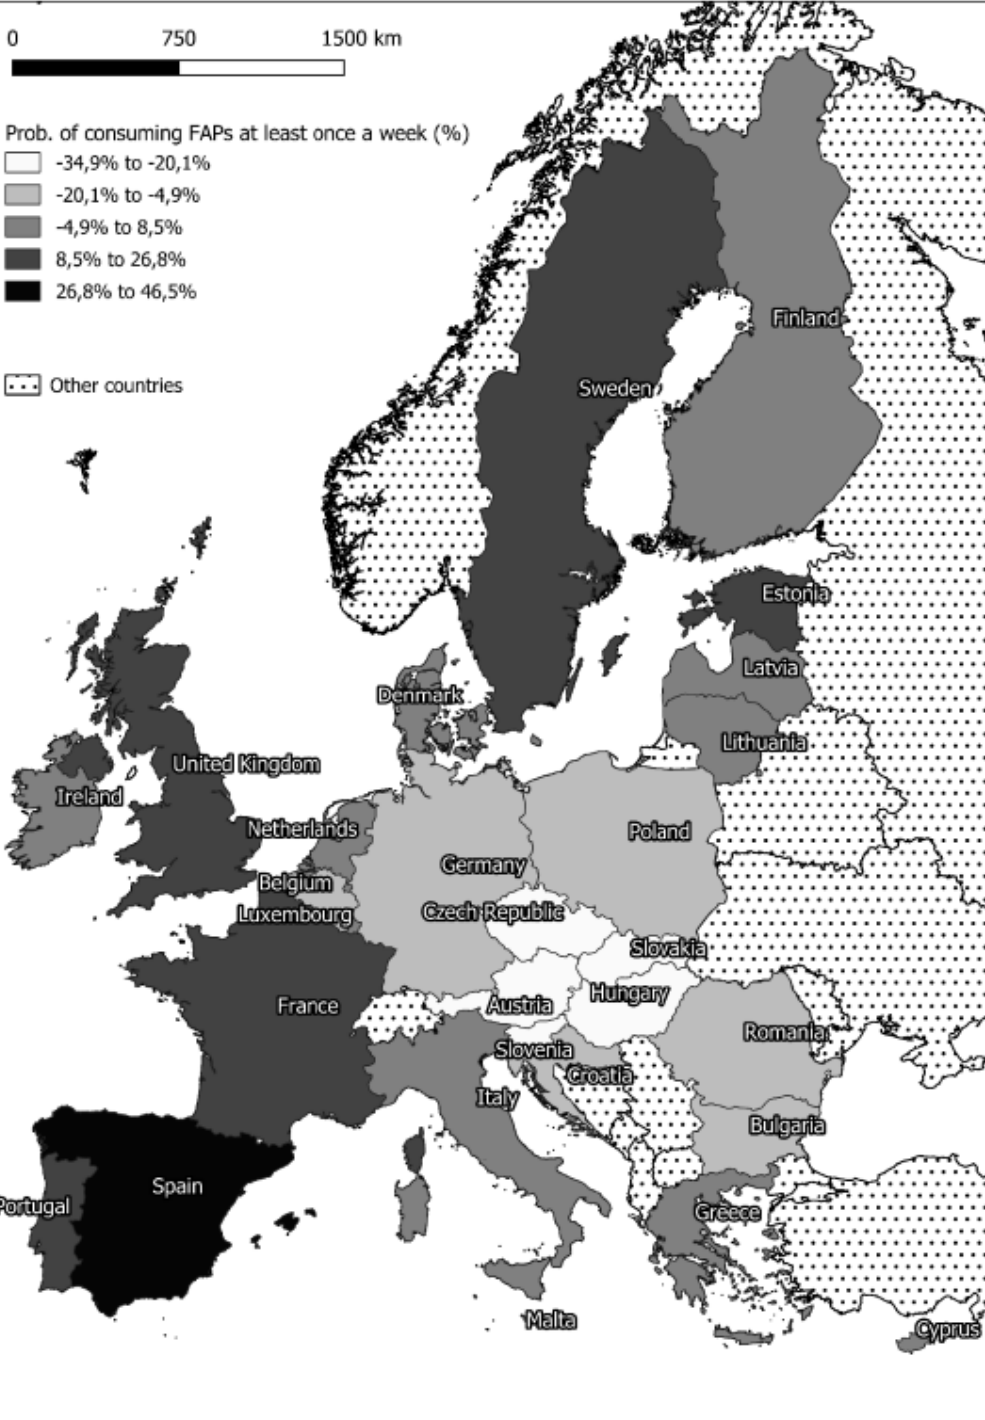 0 750 1500 km
Prob. of consuming FAPs at least once a week (%)
-34,9% to -20,1%
-20,1% to -4,9%
-4,9% to 8,5%
8,5% to 26,8%
26,8% to 46,5%
Finland
Other countries
Sweden
Estonia
Latvia
Denmark
Lithuania
United Kingdom
Ireland
Netherlands
Poland
Germany
Belgium
Luxembourg
Czech Republic
Slovakia
Hungary
France
Austria
Romania
Slovenia
Croatia
Italy
Bulgaria
Spain
Portugal
Greece
Malta
Cyprus